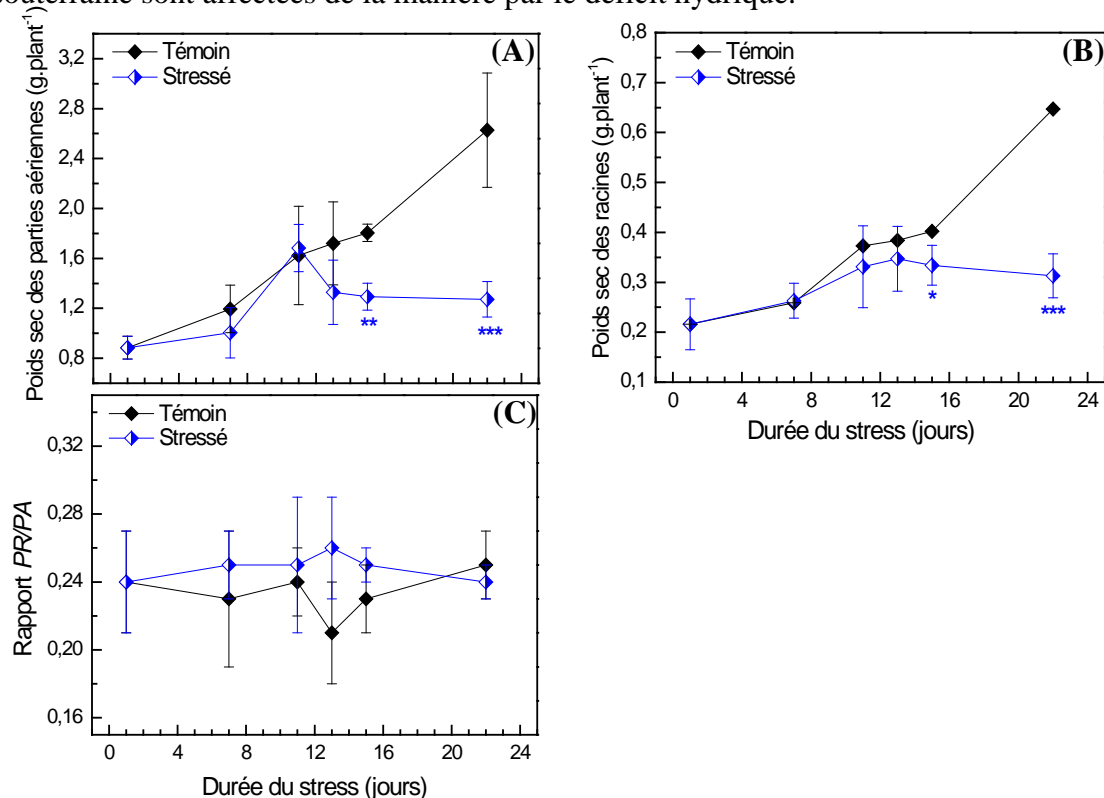 souterraine sont affectées de la manière par le déficit hydrique.
(A)
Témoin
Stressé
3,2
2,8
2,4
2,0
1,6
1,2
0,8
Poids sec des parties aériennes (g.plant-1)
**
***
(B)
Témoin
Stressé
0,8
0,7
0,6
0,5
0,4
0,3
0,2
0,1
Poids sec des racines (g.plant-1)
*
***
0 4 8 12 16 20 24
Durée du stress (jours)
(C)
Témoin
Stressé
0,32
0,28
0,24
0,20
0,16
Rapport PR/PA
0 4 8 12 16 20 24
Durée du stress (jours)